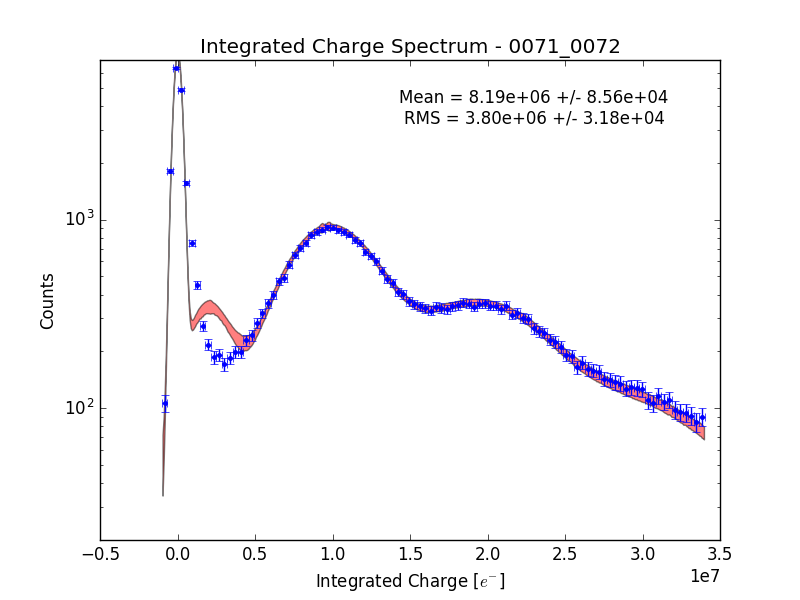 Integrated Charge Spectrum - 0071_0072
Mean = 8.19e+06 +/- 8.56e+04
RMS = 3.80e+06 +/- 3.18e+04
10³
10²
Counts
−0.5 0.0 0.5 1.0 1.5 2.0 2.5 3.0 3.5
1e7
Integrated Charge [e⁻]